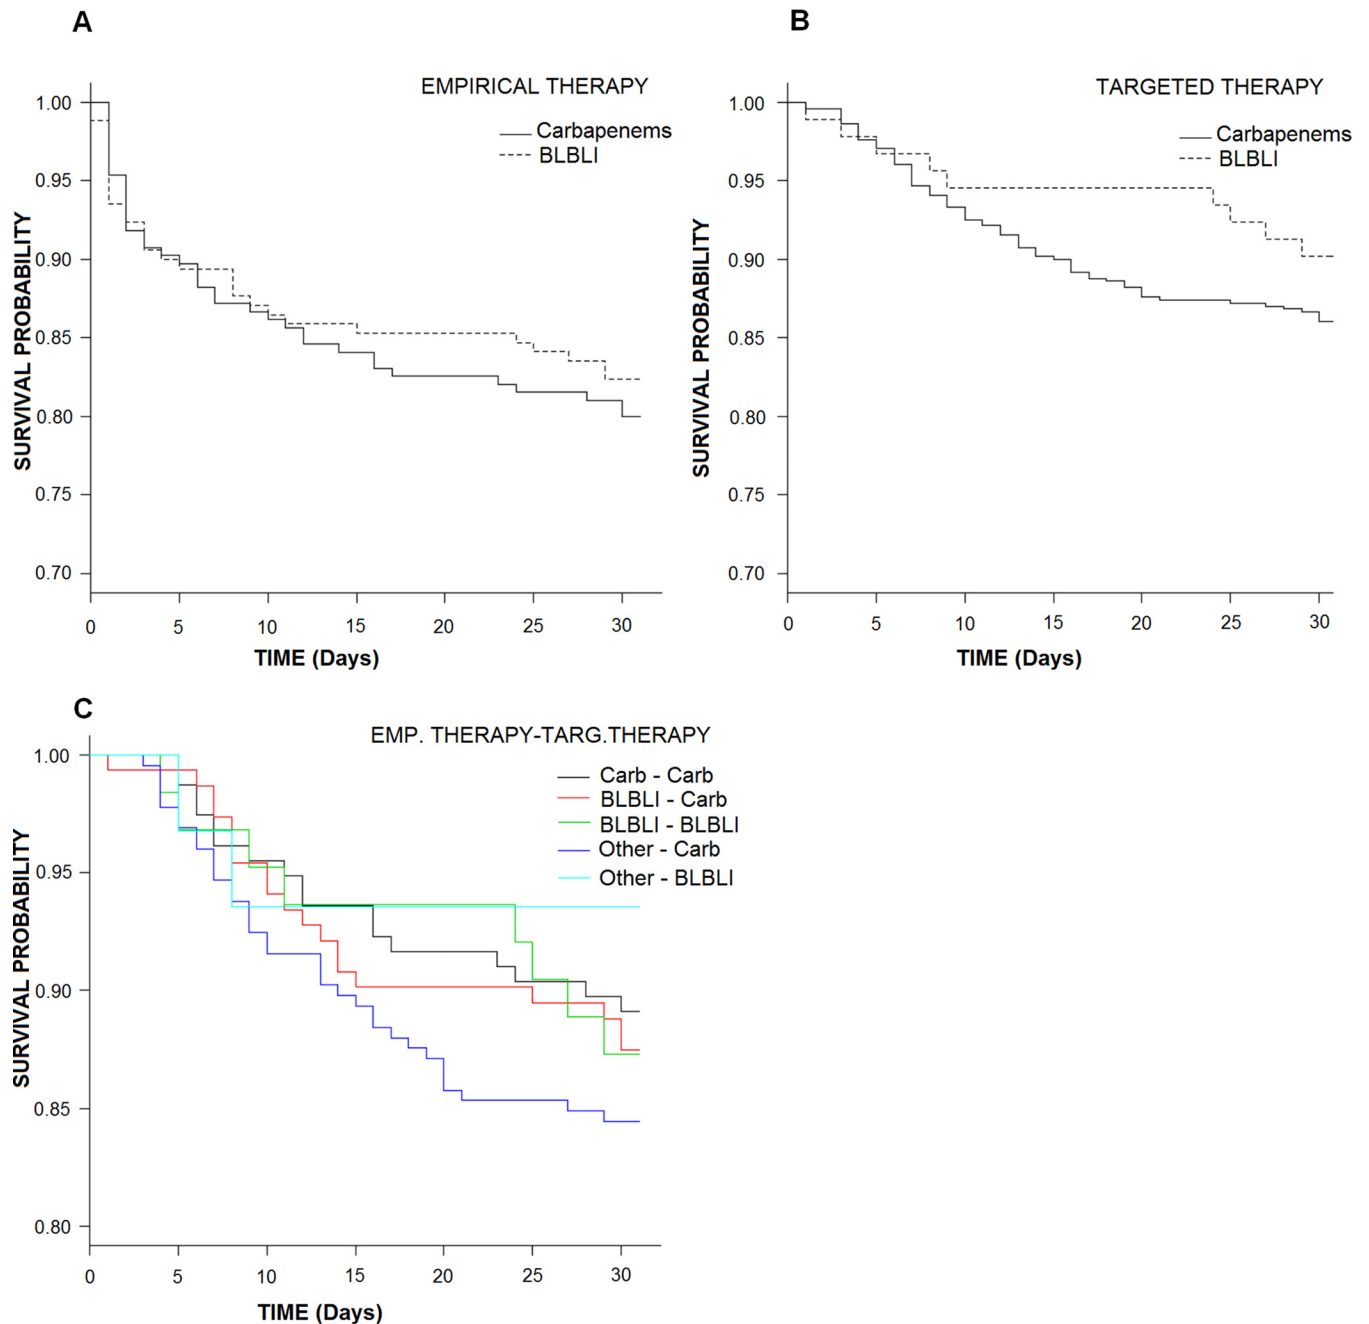 A
EMPIRICAL THERAPY
Carbapenems
BLBLI
1.00
0.95
0.90
0.85
0.80
0.75
0.70
SURVIVAL PROBABILITY
0 5 10 15 20 25 30
TIME (Days)
B
TARGETED THERAPY
Carbapenems
BLBLI
1.00
0.95
0.90
0.85
0.80
0.75
0.70
SURVIVAL PROBABILITY
0 5 10 15 20 25 30
TIME (Days)
C
EMP. THERAPY-TARG.THERAPY
Carb - Carb
BLBLI - Carb
BLBLI - BLBLI
Other - Carb
Other - BLBLI
1.00
0.95
0.90
0.85
0.80
SURVIVAL PROBABILITY
0 5 10 15 20 25 30
TIME (Days)